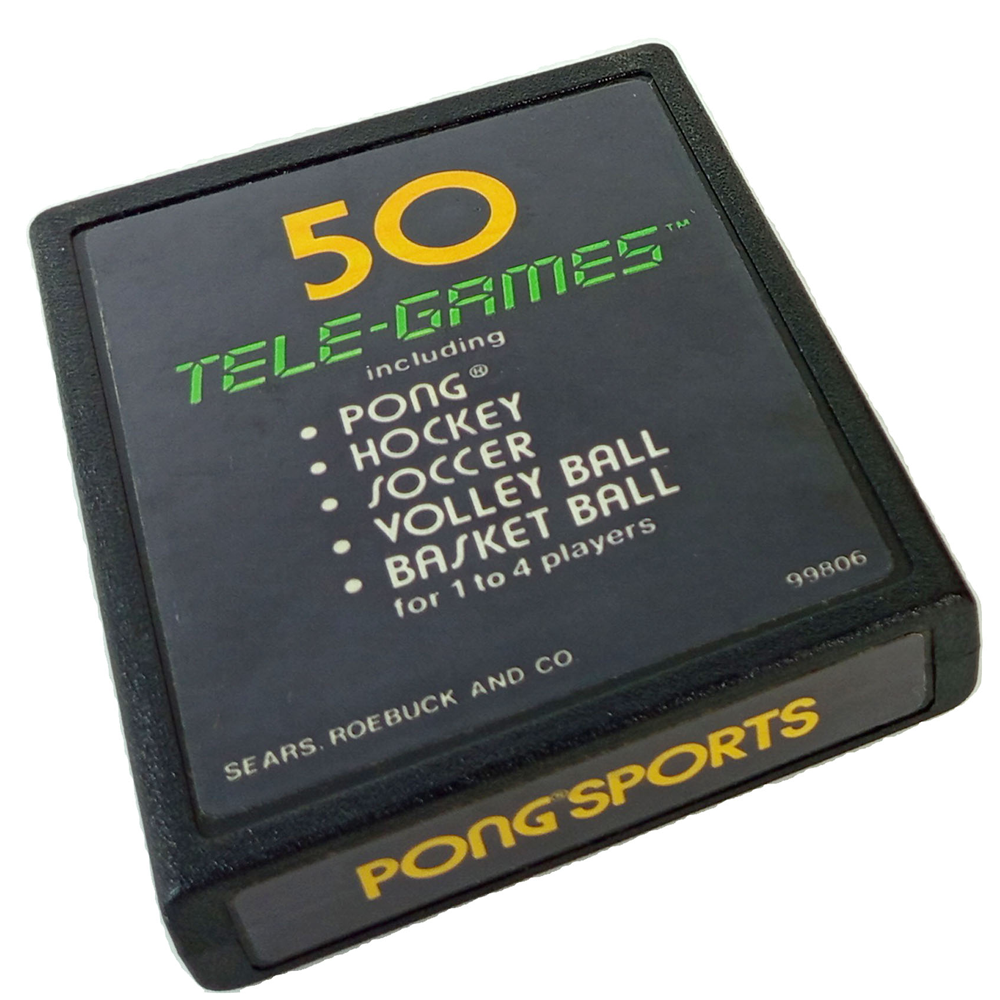 50
TELE-GAMES™
including
• PONG®
• HOCKEY
• SOCCER
• VOLLEY BALL
• BASKET BALL
for 1 to 4 players
99806
SEARS, ROEBUCK AND CO
PONG® SPORTS